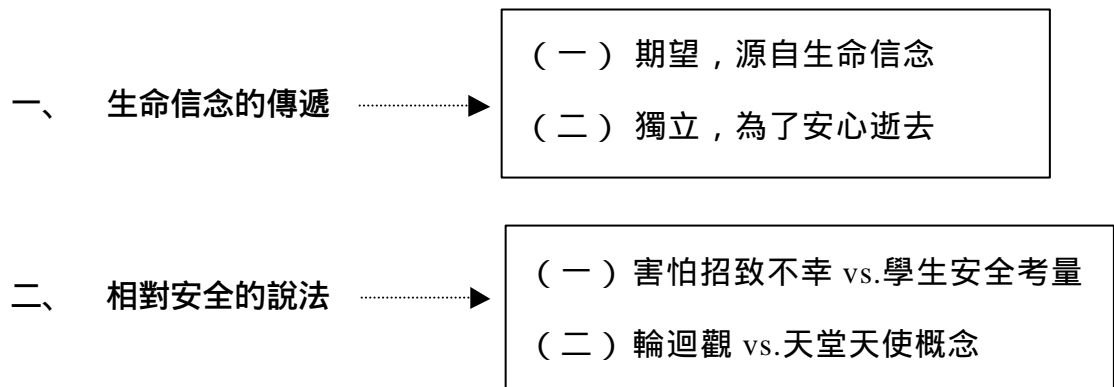 （一）期望，源自生命信念
一、 生命信念的傳遞
（二）獨立，為了安心逝去
（一）害怕招致不幸 vs.學生安全考量
二、 相對安全的說法
（二）輪迴觀 vs.天堂天使概念